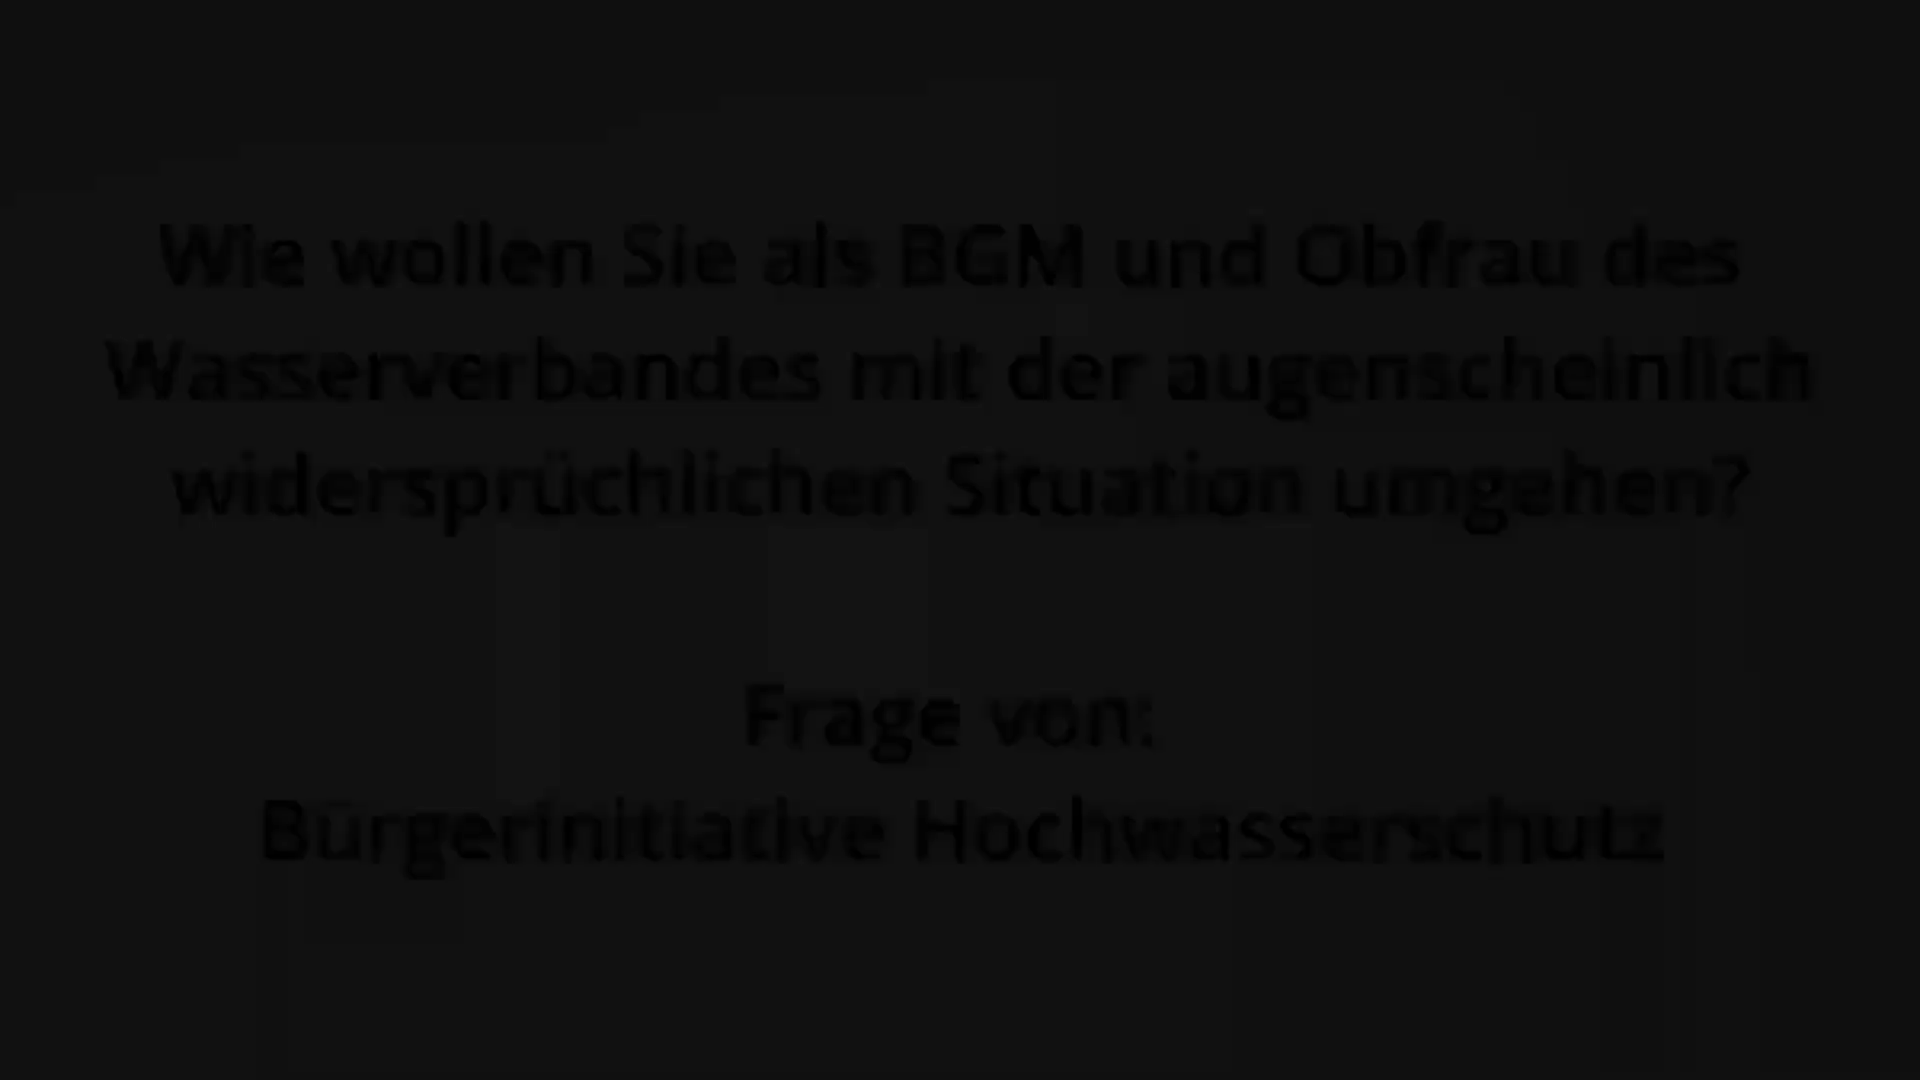 Wie wollen Sie als BGM und Obfrau des
Wasserverbandes mit der augenscheinlich
widersprüchlichen Situation umgehen?
Frage von:
Bürgerinitiative Hochwasserschutz